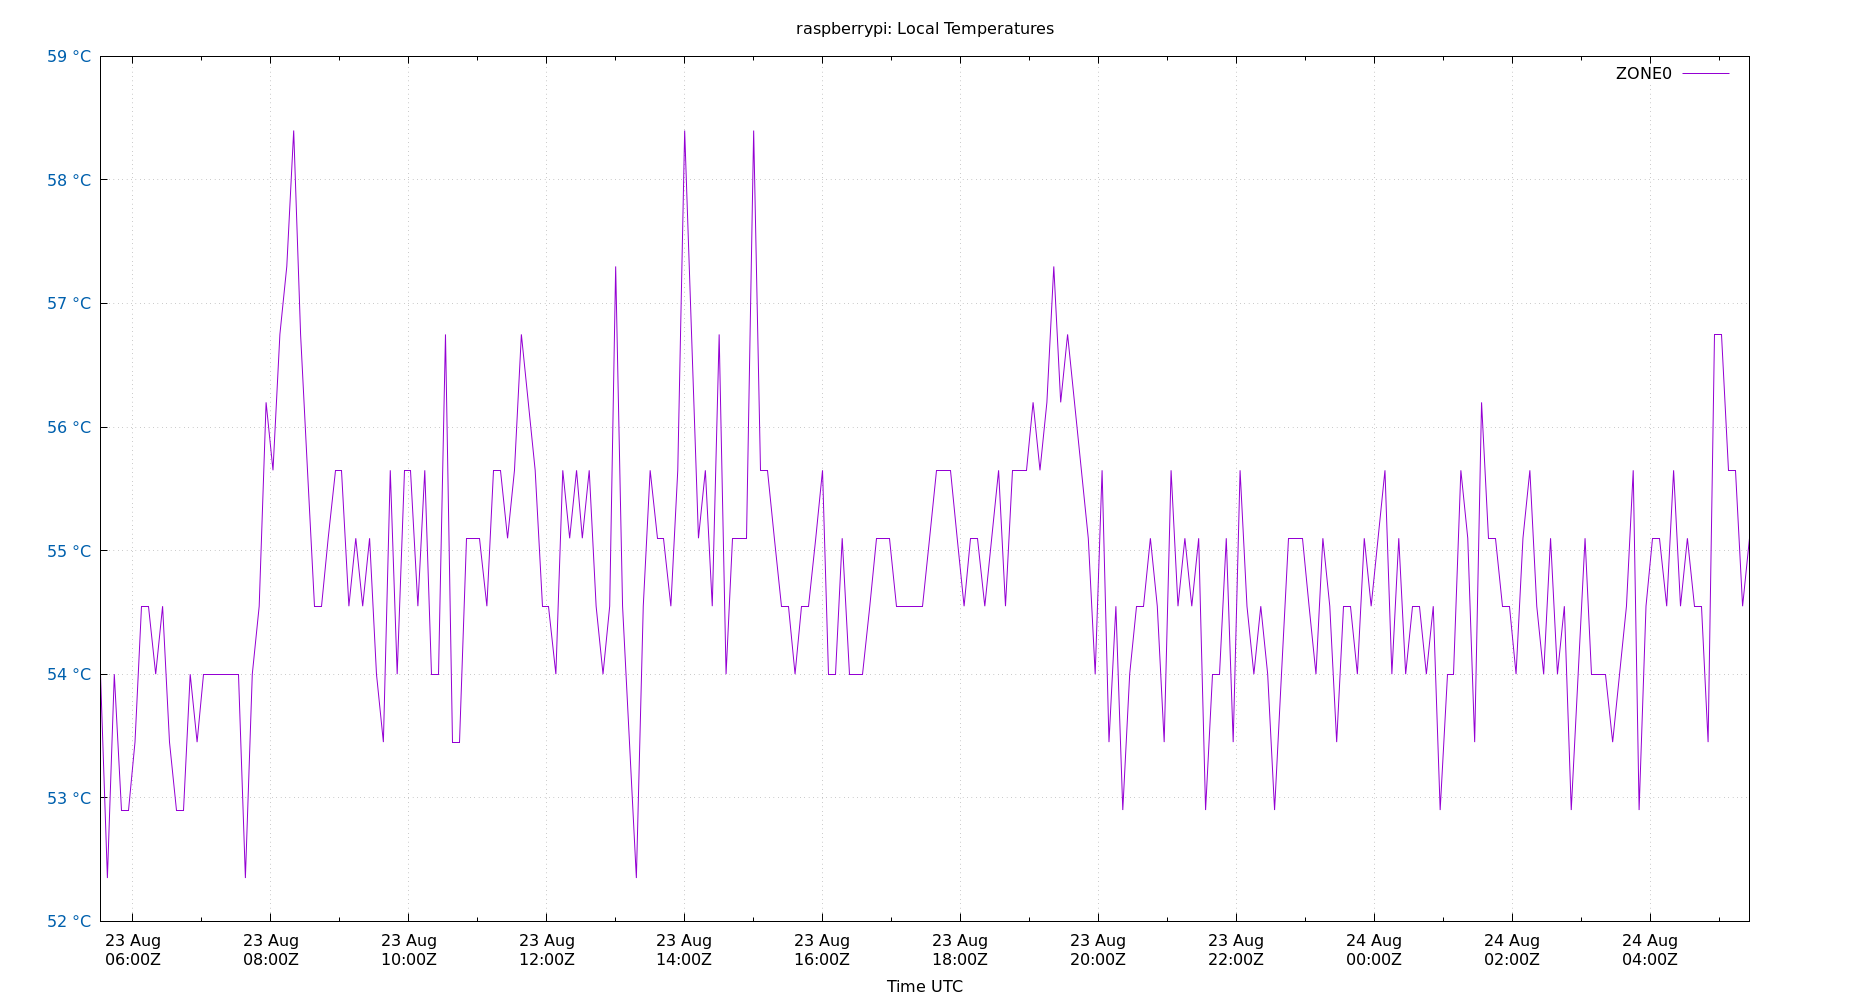 raspberrypi: Local Temperatures
59 °C
ZONE0
58 °C
57 °C
56 °C
55 °C
54 °C
53 °C
52 °C
23 Aug 23 Aug 23 Aug 23 Aug 23 Aug 23 Aug 23 Aug 23 Aug 23 Aug 24 Aug 24 Aug 24 Aug
06:00Z 08:00Z 10:00Z 12:00Z 14:00Z 16:00Z 18:00Z 20:00Z 22:00Z 00:00Z 02:00Z 04:00Z
Time UTC